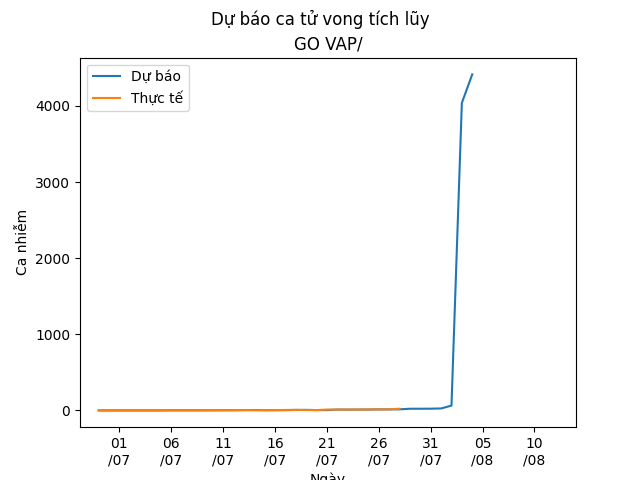 Dự báo ca tử vong tích lũy
GO VAP/
Dự báo
Thực tế
Ca nhiễm
4000
3000
2000
1000
0
01 06 11 16 21 26 31 05 10
/07 /07 /07 /07 /07 /07 /07 /08 /08
Ngày